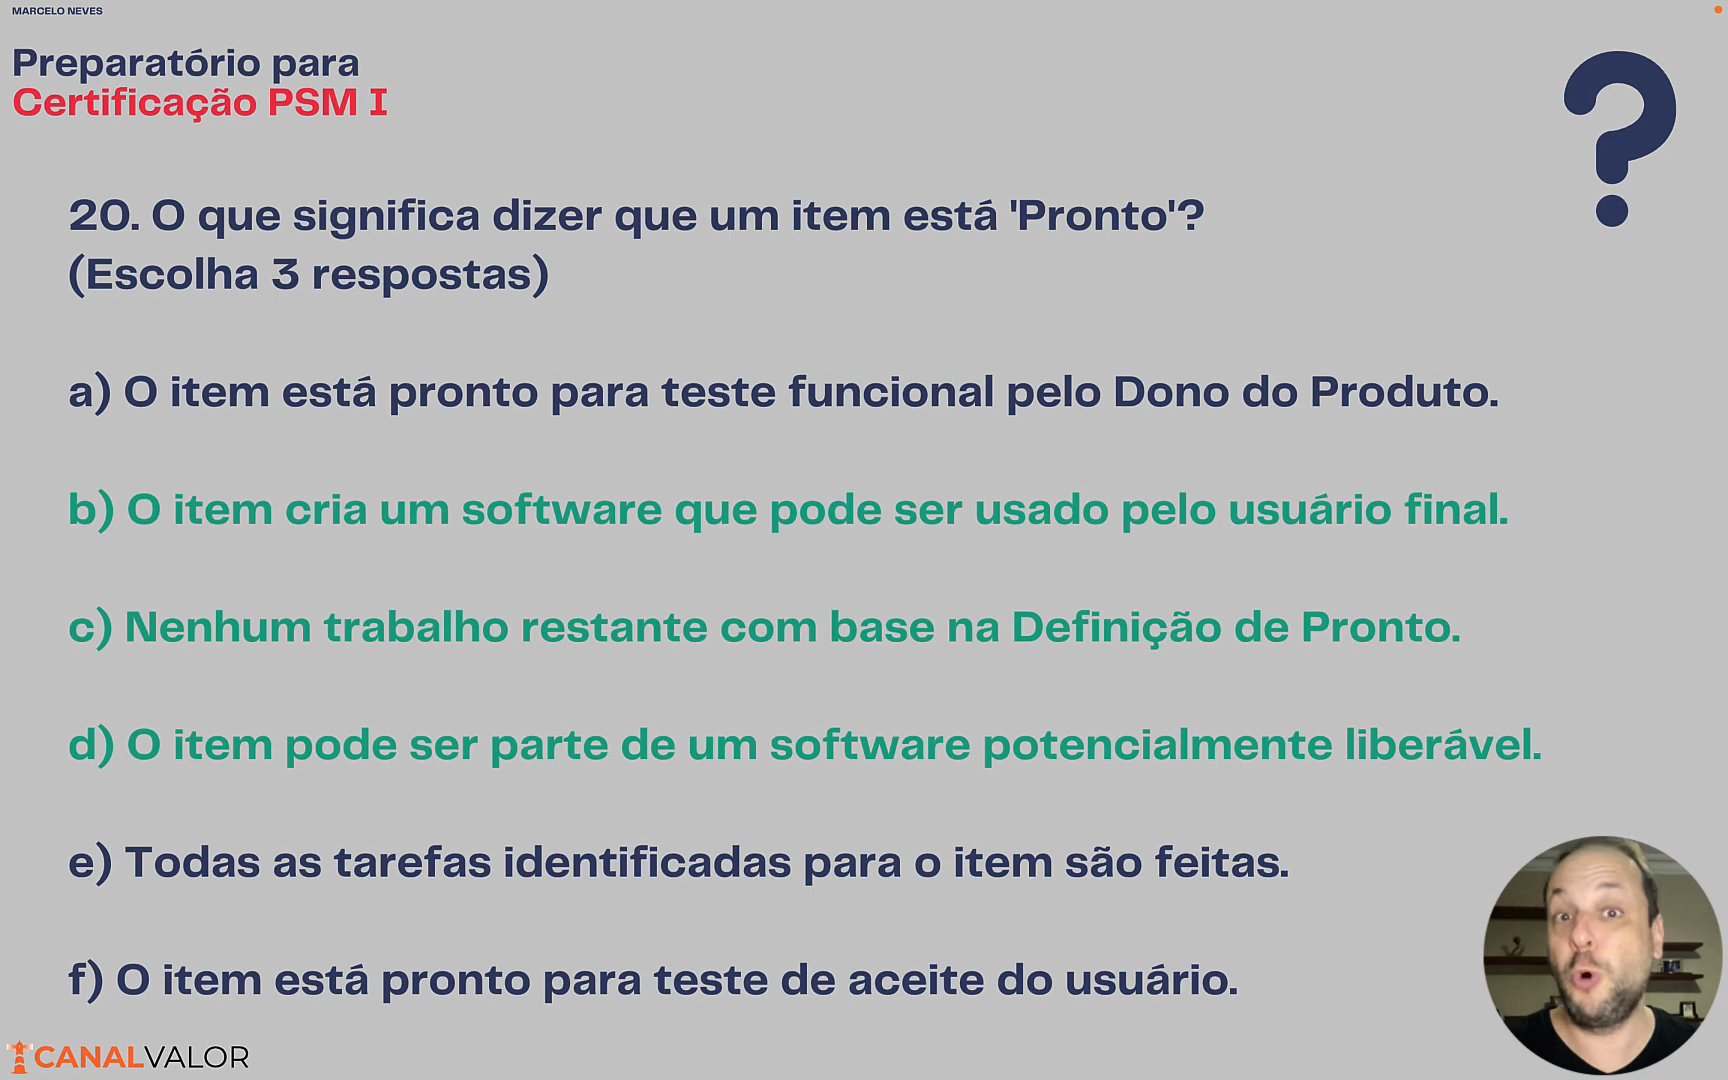 MARCELO NEVES
Preparatório para
Certificação PSM I
20. O que significa dizer que um item está 'Pronto'?
(Escolha 3 respostas)
a) O item está pronto para teste funcional pelo Dono do Produto.
b) O item cria um software que pode ser usado pelo usuário final.
c) Nenhum trabalho restante com base na Definição de Pronto.
d) O item pode ser parte de um software potencialmente liberável.
e) Todas as tarefas identificadas para o item são feitas.
f) O item está pronto para teste de aceite do usuário.
CANALVALOR